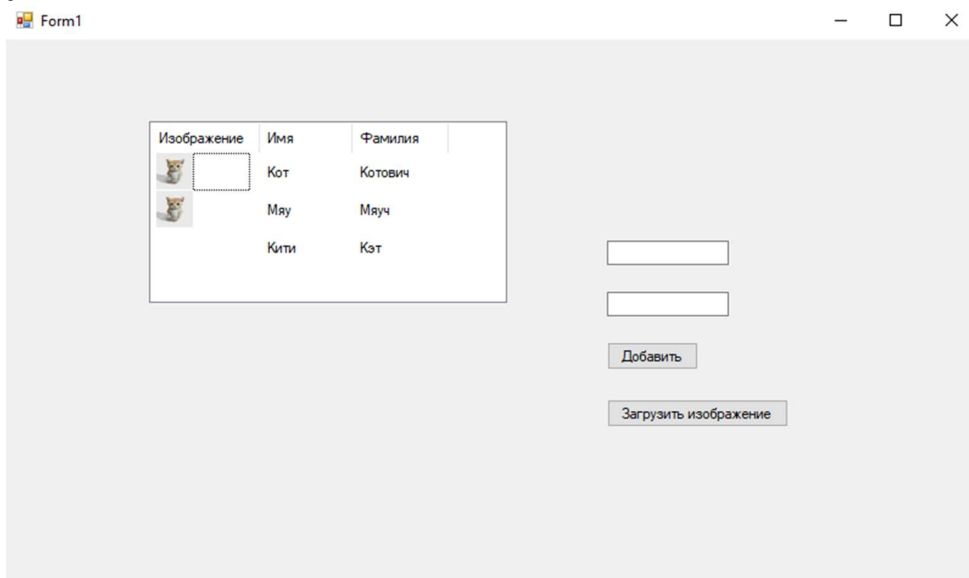 Form1
Изображение Имя Фамилия
Кот Котович
Мяу Мяуч
Кити Кэт
Добавить
Загрузить изображение